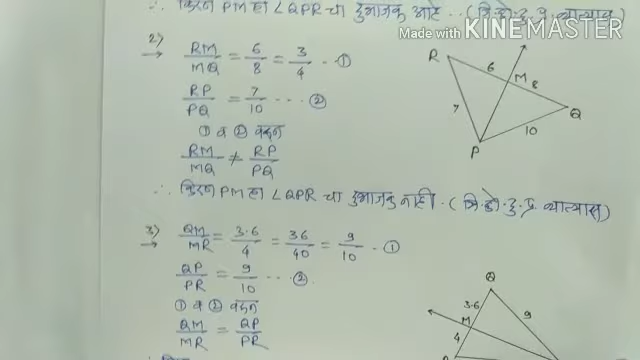 ∴ किरण PM हा ∠QPR चा दुभाजक आहे. .(त्रि.को.दु.प्र. व्यत्यास)
Made with KINEMASTER
2) RM/MQ = 6/8 = 3/4 .. ①
RP/PQ = 7/10 ... ②
① व ② वरून
RM/MQ ≠ RP/PQ
∴ किरण PM हा ∠QPR चा दुभाजक नाही. (त्रि.को.दु.प्र. व्यत्यास)
3) QM/MR = 3.6/4 = 36/40 = 9/10 . ①
QP/PR = 9/10 ... ②
① व ② वरून
QM/MR = QP/PR
R 6 M 8 Q
7 10
P
Q
3.6 9
M
4